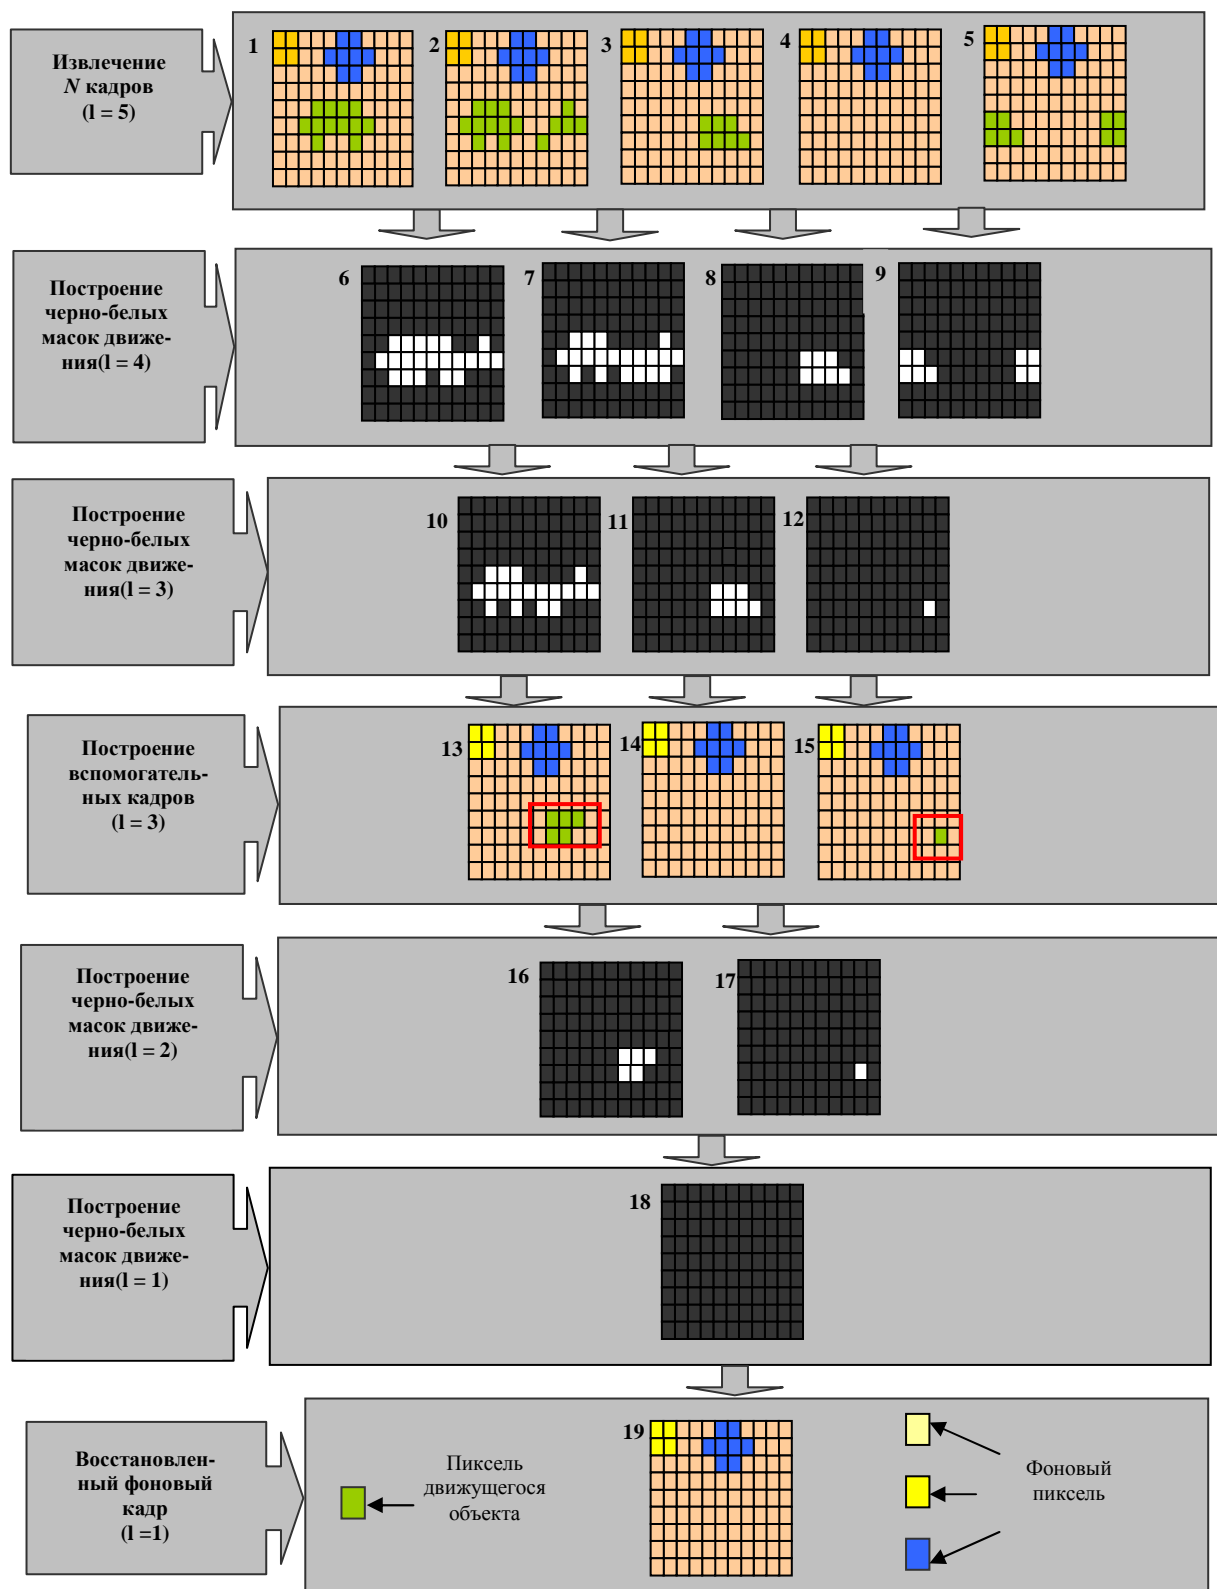 Извлечение
N кадров
(l = 5)
1
2
3
4
5
Построение
черно-белых
масок движе-
ния(l = 4)
6
7
8
9
Построение
черно-белых
масок движе-
ния(l = 3)
10
11
12
Построение
вспомогатель-
ных кадров
(l = 3)
13
14
15
Построение
черно-белых
масок движе-
ния(l = 2)
16
17
Построение
черно-белых
масок движе-
ния(l = 1)
18
Восстановлен-
ный фоновый
кадр
(l =1)
19
Пиксель
движущегося
объекта
Фоновый
пиксель